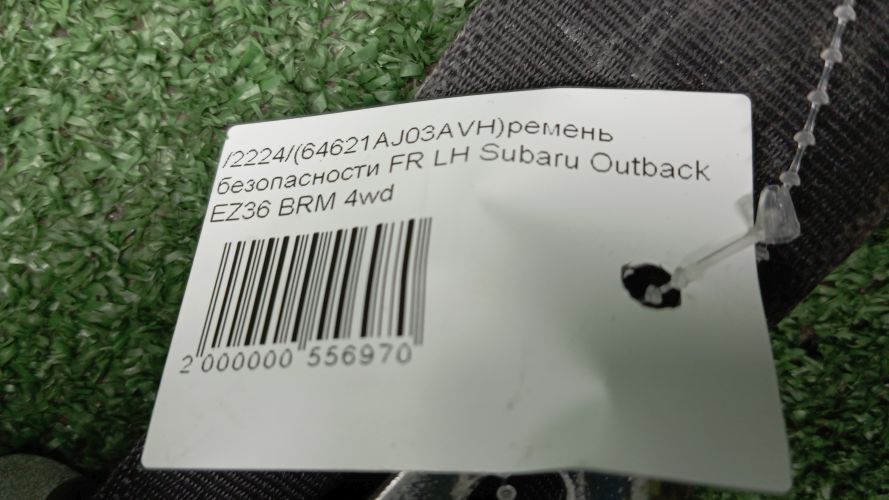 /2224/(64621AJ03AVH)ремень
безопасности FR LH Subaru Outback
EZ36 BRM 4wd
2 000000 556970